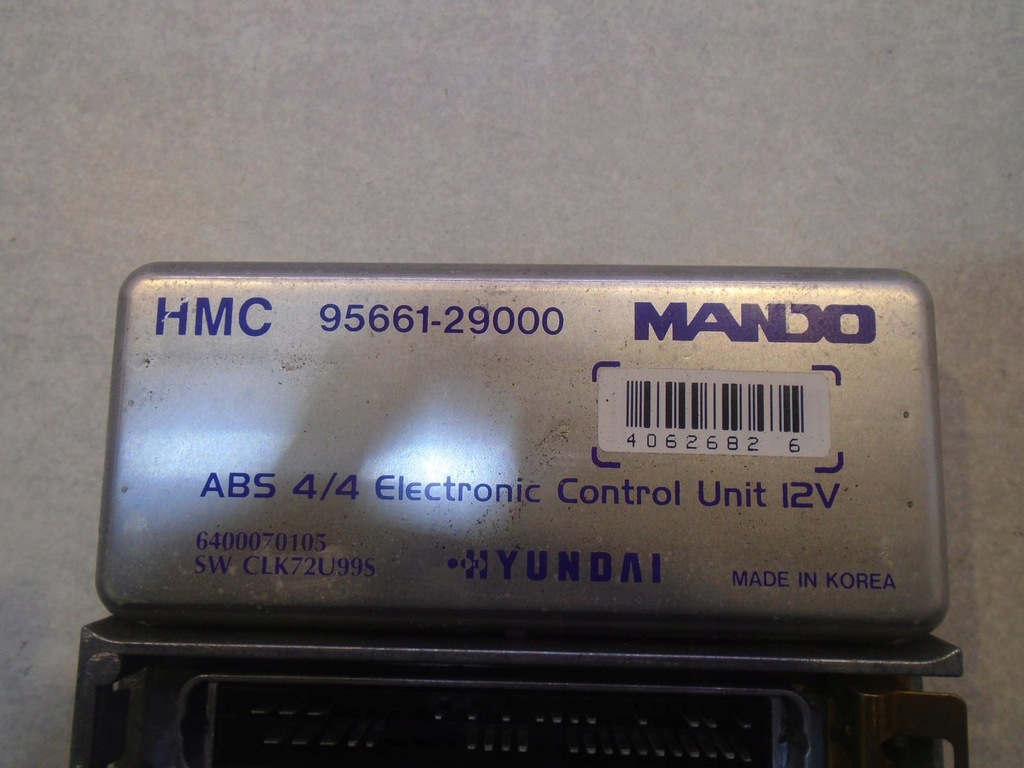 HMC 95661-29000 MANDO
4062682 6
ABS 4/4 Electronic Control Unit 12V
6400070105
SW CLK72U99S
HYUNDAI
MADE IN KOREA